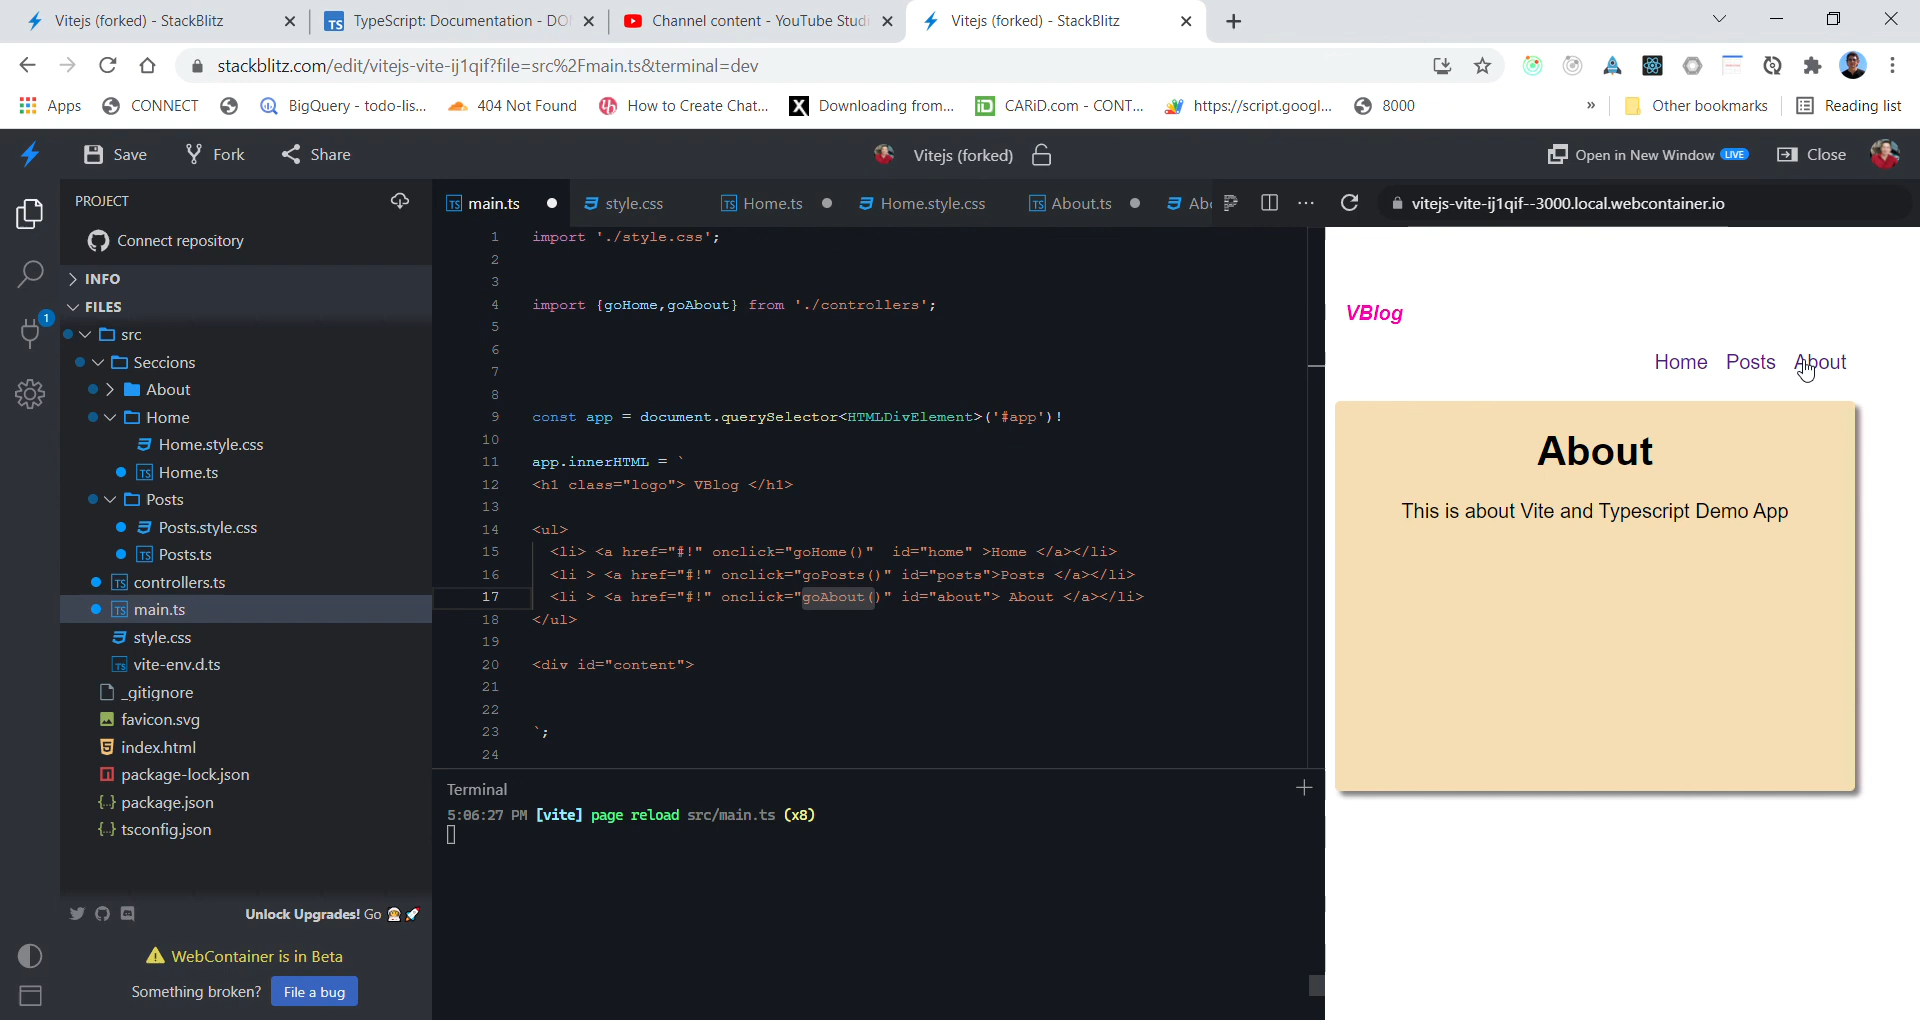 Vitejs (forked) - StackBlitz
TypeScript: Documentation - DO
Channel content - YouTube Studi
Vitejs (forked) - StackBlitz
stackblitz.com/edit/vitejs-vite-ij1qif?file=src%2Fmain.ts&terminal=dev
Apps
CONNECT
BigQuery - todo-lis...
404 Not Found
How to Create Chat...
Downloading from...
CARiD.com - CONT...
https://script.googl...
8000
»
Other bookmarks
Reading list
Save
Fork
Share
Vitejs (forked)
Open in New Window LIVE
Close
PROJECT
Connect repository
INFO
FILES
1
src
Seccions
About
Home
Home.style.css
Home.ts
Posts
Posts.style.css
Posts.ts
controllers.ts
main.ts
style.css
vite-env.d.ts
_gitignore
favicon.svg
index.html
package-lock.json
package.json
tsconfig.json
Unlock Upgrades! Go
WebContainer is in Beta
Something broken? File a bug
main.ts
style.css
Home.ts
Home.style.css
About.ts
Abo
1 import './style.css';
2
3
4 import {goHome,goAbout} from './controllers';
5
6
7
8
9 const app = document.querySelector<HTMLDivElement>('#app')!
10
11 app.innerHTML = `
12 <h1 class="logo"> VBlog </h1>
13
14 <ul>
15 <li> <a href="#!" onclick="goHome()" id="home" >Home </a></li>
16 <li > <a href="#!" onclick="goPosts()" id="posts">Posts </a></li>
17 <li > <a href="#!" onclick="goAbout()" id="about"> About </a></li>
18 </ul>
19
20 <div id="content">
21
22
23 `;
24
Terminal
5:06:27 PM [vite] page reload src/main.ts (x8)
vitejs-vite-ij1qif--3000.local.webcontainer.io
VBlog
Home Posts About
About
This is about Vite and Typescript Demo App